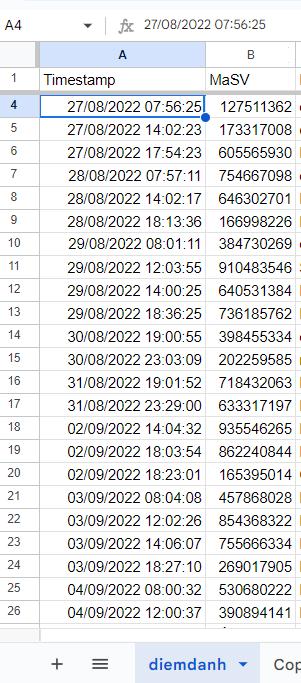 A4 fx 27/08/2022 07:56:25
A B
1 Timestamp MaSV
4 27/08/2022 07:56:25 127511362
5 27/08/2022 14:02:23 173317008
6 27/08/2022 17:54:23 605565930
7 28/08/2022 07:57:11 754667098
8 28/08/2022 14:02:17 646302701
9 28/08/2022 18:13:36 166998226
10 29/08/2022 08:01:11 384730269
11 29/08/2022 12:03:55 910483546
12 29/08/2022 14:00:25 640531384
13 29/08/2022 18:36:25 736185762
14 30/08/2022 19:00:55 398455334
15 30/08/2022 23:03:09 202259585
16 31/08/2022 19:01:52 718432063
17 31/08/2022 23:29:00 633317197
18 02/09/2022 14:04:32 935546265
19 02/09/2022 18:03:54 862240844
20 02/09/2022 18:23:01 165395014
21 03/09/2022 08:04:08 457868028
22 03/09/2022 12:02:26 854368322
23 03/09/2022 14:06:07 755666334
24 03/09/2022 18:27:10 269017905
25 04/09/2022 08:00:32 530680222
26 04/09/2022 12:00:37 390894141
diemdanh Cop